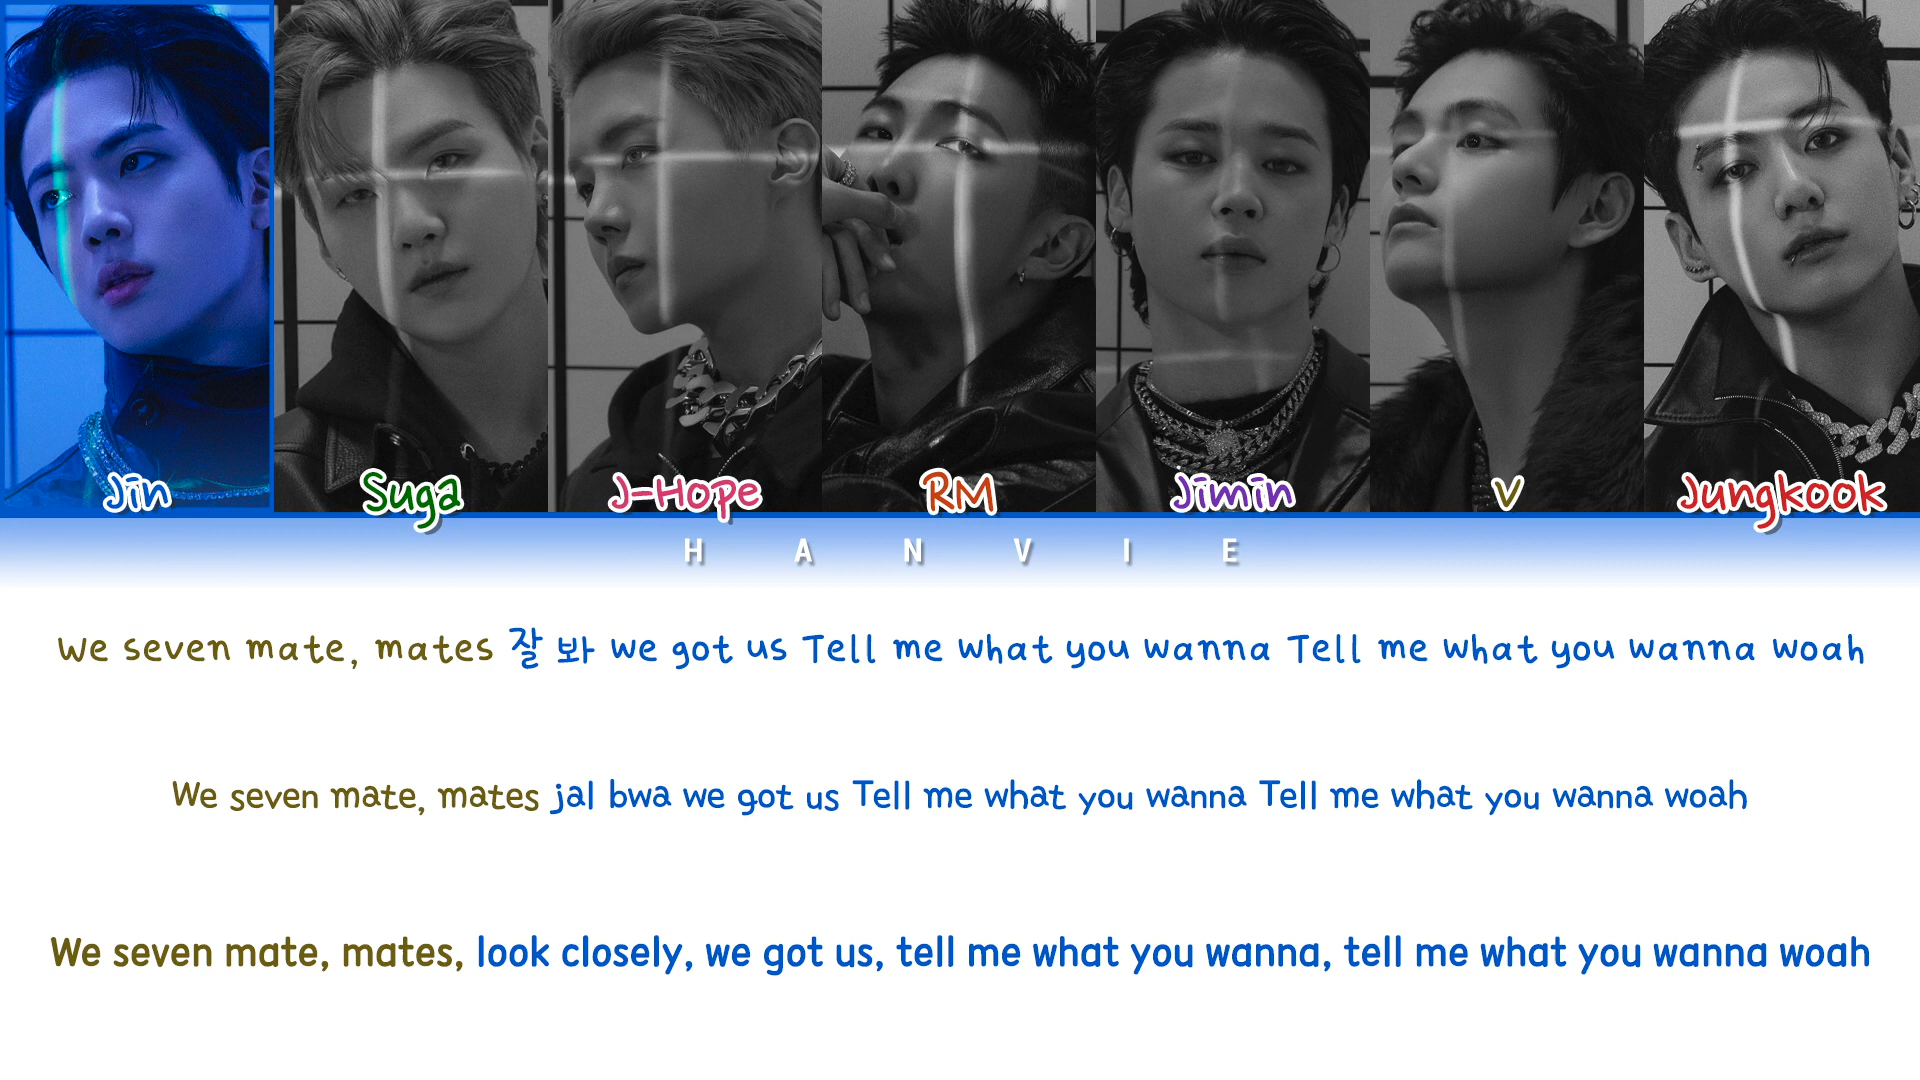 Jin Suga J-Hope RM Jimin V Jungkook
HANVIE
We seven mate, mates 잘 봐 we got us Tell me what you wanna Tell me what you wanna woah
We seven mate, mates jal bwa we got us Tell me what you wanna Tell me what you wanna woah
We seven mate, mates, look closely, we got us, tell me what you wanna, tell me what you wanna woah